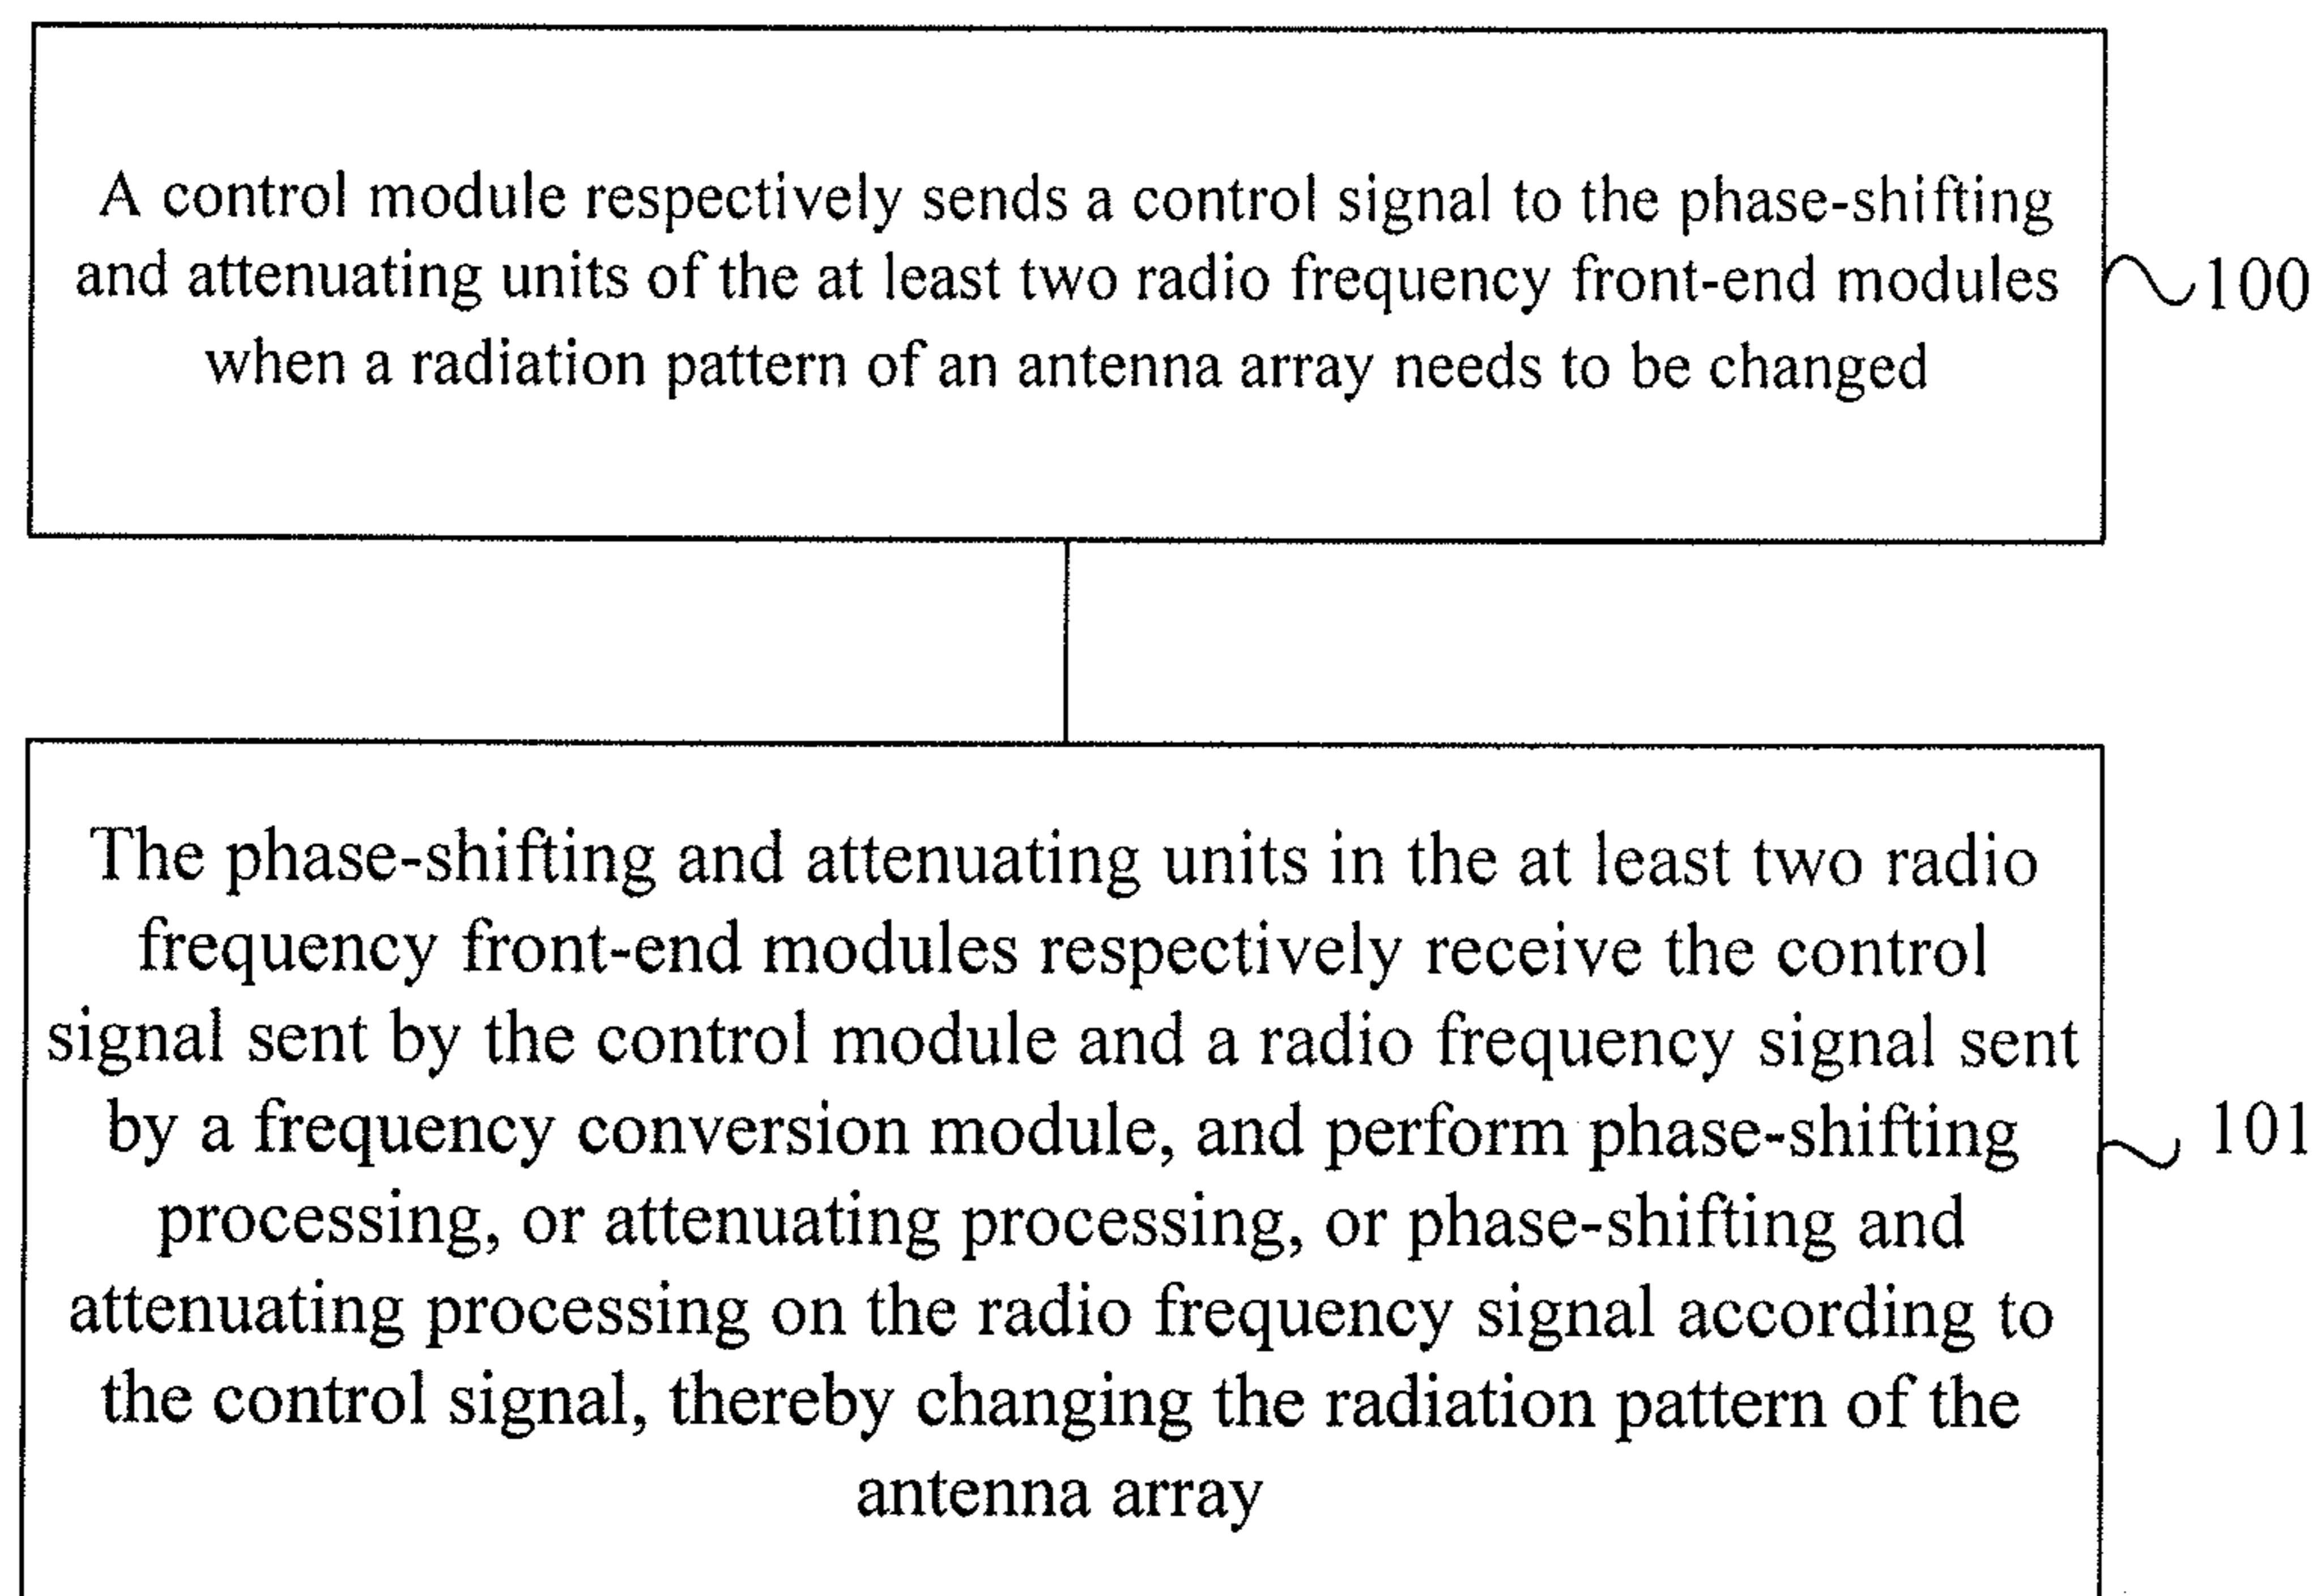 A control module respectively sends a control signal to the phase-shifting
and attenuating units of the at least two radio frequency front-end modules
when a radiation pattern of an antenna array needs to be changed
100
The phase-shifting and attenuating units in the at least two radio
frequency front-end modules respectively receive the control
signal sent by the control module and a radio frequency signal sent
by a frequency conversion module, and perform phase-shifting
processing, or attenuating processing, or phase-shifting and
attenuating processing on the radio frequency signal according to
the control signal, thereby changing the radiation pattern of the
antenna array
101